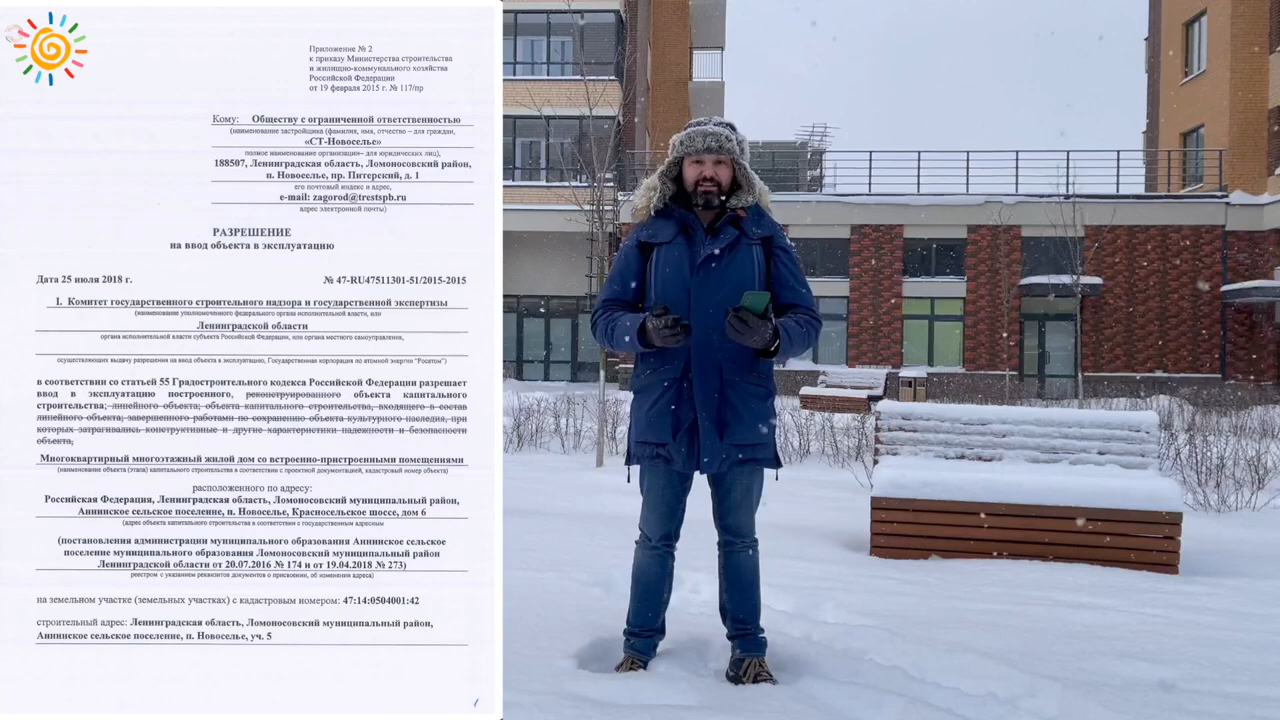 Приложение № 2
к приказу Министерства строительства
и жилищно-коммунального хозяйства
Российской Федерации
от 19 февраля 2015 г. № 117/пр
Кому: Обществу с ограниченной ответственностью
(наименование застройщика (фамилия, имя, отчество – для граждан,
«СТ-Новоселье»
полное наименование организации– для юридических лиц),
188507, Ленинградская область, Ломоносовский район,
п. Новоселье, пр. Питерский, д. 1
его почтовый индекс и адрес,
e-mail: zagorod@trestspb.ru
адрес электронной почты)
РАЗРЕШЕНИЕ
на ввод объекта в эксплуатацию
Дата 25 июля 2018 г. № 47-RU47511301-51/2015-2015
I. Комитет государственного строительного надзора и государственной экспертизы
(наименование уполномоченного федерального органа исполнительной власти, или
Ленинградской области
органа исполнительной власти субъекта Российской Федерации, или органа местного самоуправления,
осуществляющих выдачу разрешения на ввод объекта в эксплуатацию, Государственная корпорация по атомной энергии "Росатом")
в соответствии со статьей 55 Градостроительного кодекса Российской Федерации разрешает
ввод в эксплуатацию построенного, реконструированного объекта капитального
строительства; линейного объекта; объекта капитального строительства, входящего в состав
линейного объекта; завершенного работами по сохранению объекта культурного наследия, при
которых затрагивались конструктивные и другие характеристики надежности и безопасности
объекта,
Многоквартирный многоэтажный жилой дом со встроенно-пристроенными помещениями
(наименование объекта (этапа) капитального строительства в соответствии с проектной документацией, кадастровый номер объекта)
расположенного по адресу:
Российская Федерация, Ленинградская область, Ломоносовский муниципальный район,
Аннинское сельское поселение, п. Новоселье, Красносельское шоссе, дом 6
(адрес объекта капитального строительства в соответствии с государственным адресным
(постановления администрации муниципального образования Аннинское сельское
поселение муниципального образования Ломоносовский муниципальный район
Ленинградской области от 20.07.2016 № 174 и от 19.04.2018 № 273)
реестром с указанием реквизитов документов о присвоении, об изменении адреса)
на земельном участке (земельных участках) с кадастровым номером: 47:14:0504001:42
строительный адрес: Ленинградская область, Ломоносовский муниципальный район,
Аннинское сельское поселение, п. Новоселье, уч. 5